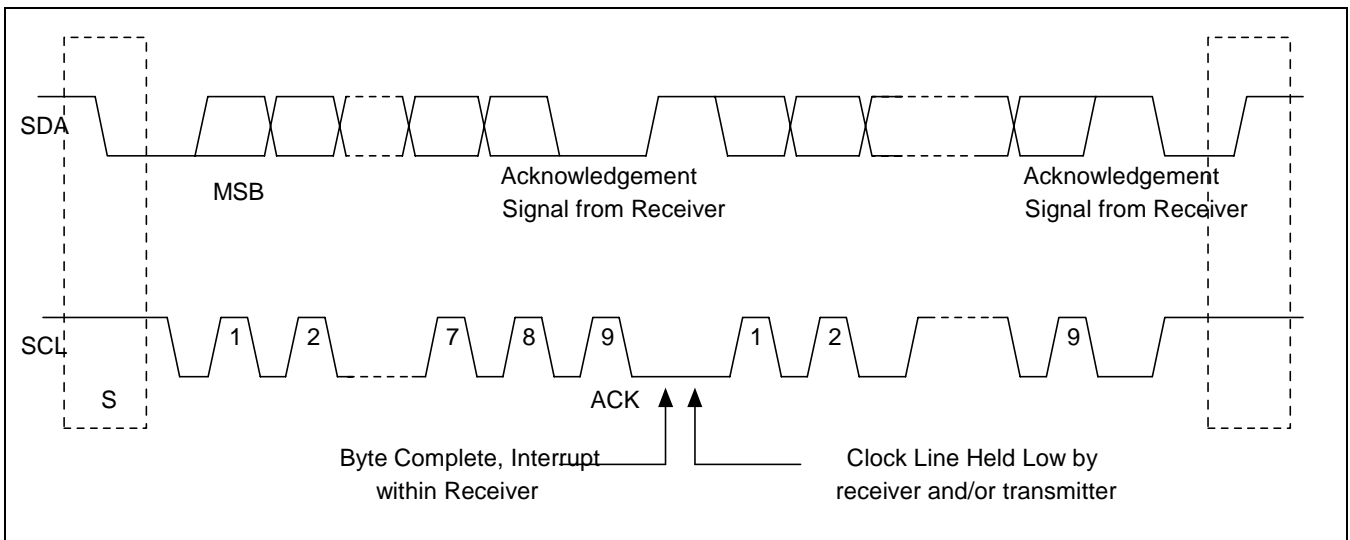 SDA
MSB
Acknowledgement
Signal from Receiver
Acknowledgement
Signal from Receiver
SCL
1
2
7
8
9
1
2
9
S
ACK
Byte Complete, Interrupt
within Receiver
Clock Line Held Low by
receiver and/or transmitter